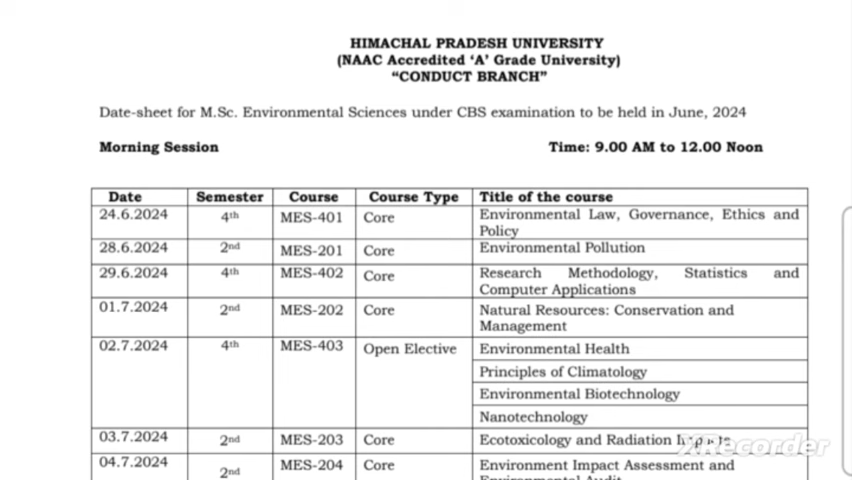 HIMACHAL PRADESH UNIVERSITY
(NAAC Accredited ‘A’ Grade University)
“CONDUCT BRANCH”
Date-sheet for M.Sc. Environmental Sciences under CBS examination to be held in June, 2024
Morning Session Time: 9.00 AM to 12.00 Noon
Date Semester Course Course Type Title of the course
24.6.2024 4th MES-401 Core Environmental Law, Governance, Ethics and
Policy
28.6.2024 2nd MES-201 Core Environmental Pollution
29.6.2024 4th MES-402 Core Research Methodology, Statistics and
Computer Applications
01.7.2024 2nd MES-202 Core Natural Resources: Conservation and
Management
02.7.2024 4th MES-403 Open Elective Environmental Health
Principles of Climatology
Environmental Biotechnology
Nanotechnology
03.7.2024 2nd MES-203 Core Ecotoxicology and Radiation Impacts
XRecorder
04.7.2024 2nd MES-204 Core Environment Impact Assessment and
Environmental Audit